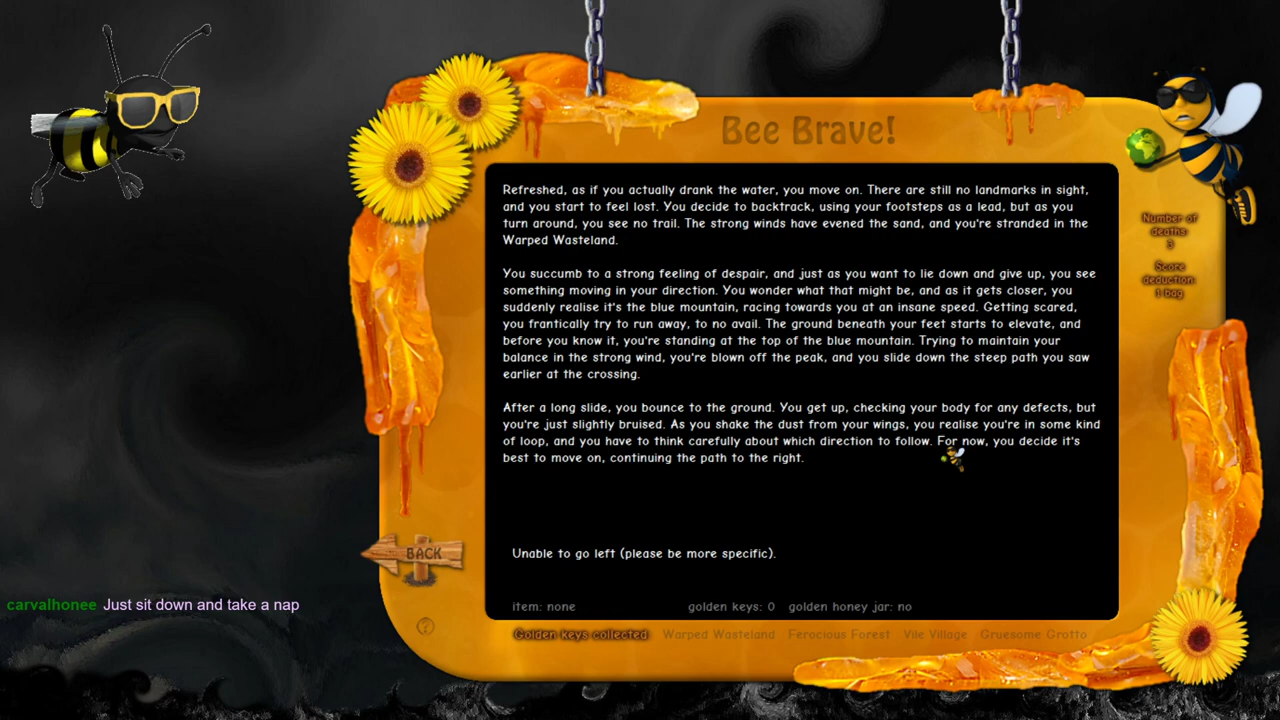 Bee Brave!
Refreshed, as if you actually drank the water, you move on. There are still no landmarks in sight,
and you start to feel lost. You decide to backtrack, using your footsteps as a lead, but as you
turn around, you see no trail. The strong winds have evened the sand, and you're stranded in the
Warped Wasteland.
You succumb to a strong feeling of despair, and just as you want to lie down and give up, you see
something moving in your direction. You wonder what that might be, and as it gets closer, you
suddenly realise it's the blue mountain, racing towards you at an insane speed. Getting scared,
you frantically try to run away, to no avail. The ground beneath your feet starts to elevate, and
before you know it, you're standing at the top of the blue mountain. Trying to maintain your
balance in the strong wind, you're blown off the peak, and you slide down the steep path you saw
earlier at the crossing.
After a long slide, you bounce to the ground. You get up, checking your body for any defects, but
you're just slightly bruised. As you shake the dust from your wings, you realise you're in some kind
of loop, and you have to think carefully about which direction to follow. For now, you decide it's
best to move on, continuing the path to the right.
Unable to go left (please be more specific).
item: none golden keys: 0 golden honey jar: no
Golden keys collected Warped Wasteland Ferocious Forest Vile Village Gruesome Grotto
Number of
deaths:
3
Score
deduction:
1 bag
BACK
?
carvalhonee Just sit down and take a nap